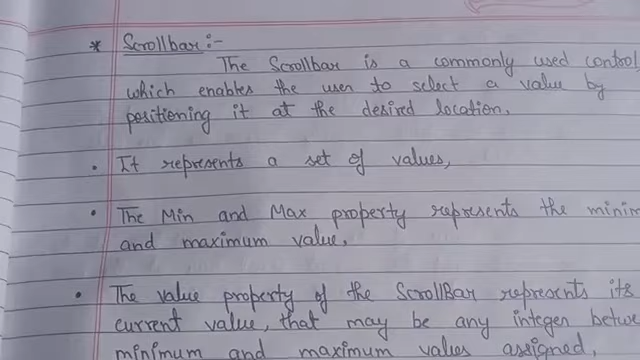 * Scrollbar :-
The Scrollbar is a commonly used control
which enables the user to select a value by
positioning it at the desired location.
• It represents a set of values,
• The Min and Max property represents the minim
and maximum value.
• The value property of the ScrollBar represents its
current value, that may be any integer betwe
minimum and maximum values assigned.